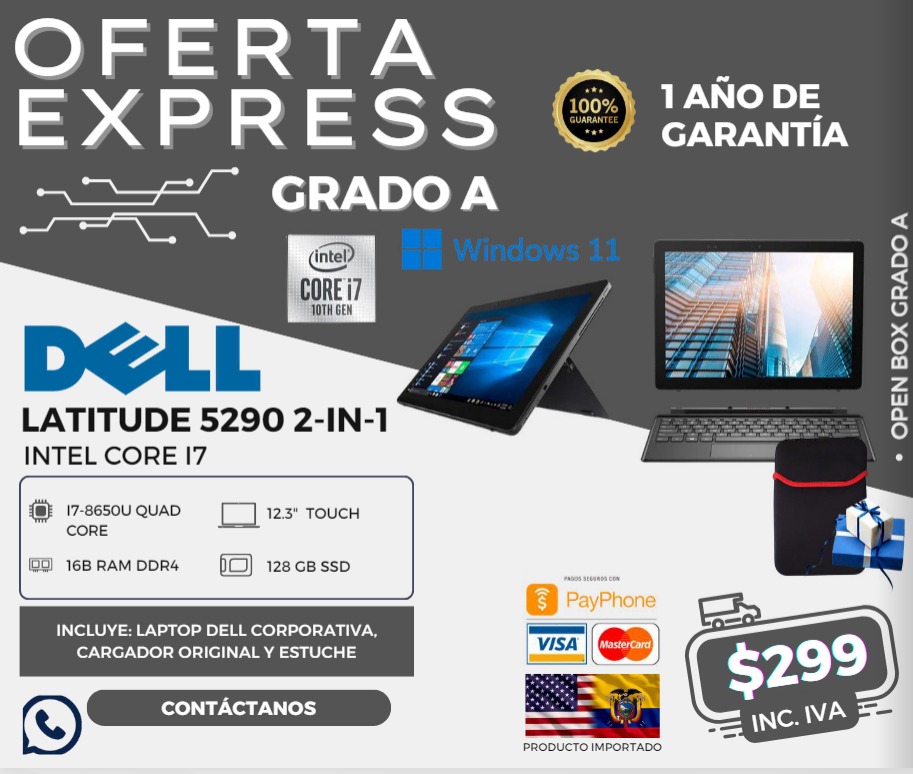 OFERTA
EXPRESS
100%
GUARANTEE
1 AÑO DE
GARANTÍA
GRADO A
intel
CORE i7
10TH GEN
Windows 11
• OPEN BOX GRADO A
DELL
LATITUDE 5290 2-IN-1
INTEL CORE I7
I7-8650U QUAD
CORE
12.3" TOUCH
16B RAM DDR4
128 GB SSD
INCLUYE: LAPTOP DELL CORPORATIVA,
CARGADOR ORIGINAL Y ESTUCHE
CONTÁCTANOS
PAGOS SEGUROS CON
$ PayPhone
VISA
MasterCard
PRODUCTO IMPORTADO
$299
INC. IVA